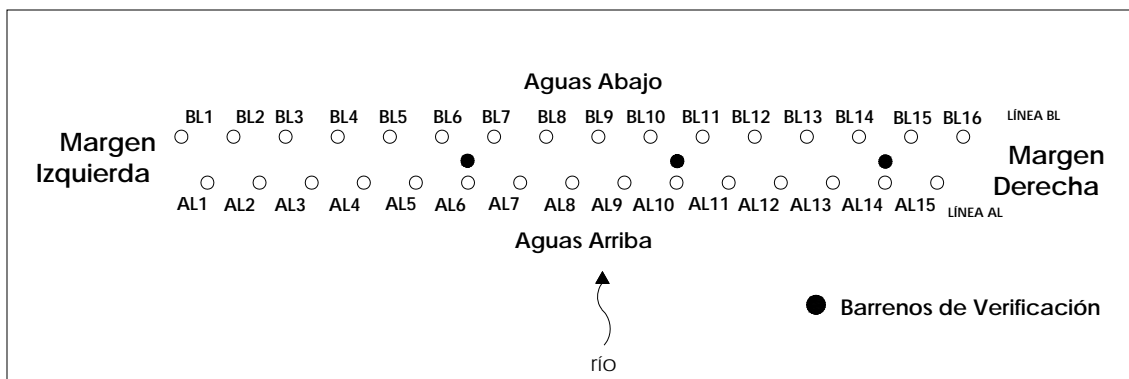 Aguas Abajo
BL1 BL2 BL3 BL4 BL5 BL6 BL7 BL8 BL9 BL10 BL11 BL12 BL13 BL14 BL15 BL16 LÍNEA BL
Margen
Izquierda
Margen
Derecha
AL1 AL2 AL3 AL4 AL5 AL6 AL7 AL8 AL9 AL10 AL11 AL12 AL13 AL14 AL15 LÍNEA AL
Aguas Arriba
Barrenos de Verificación
río